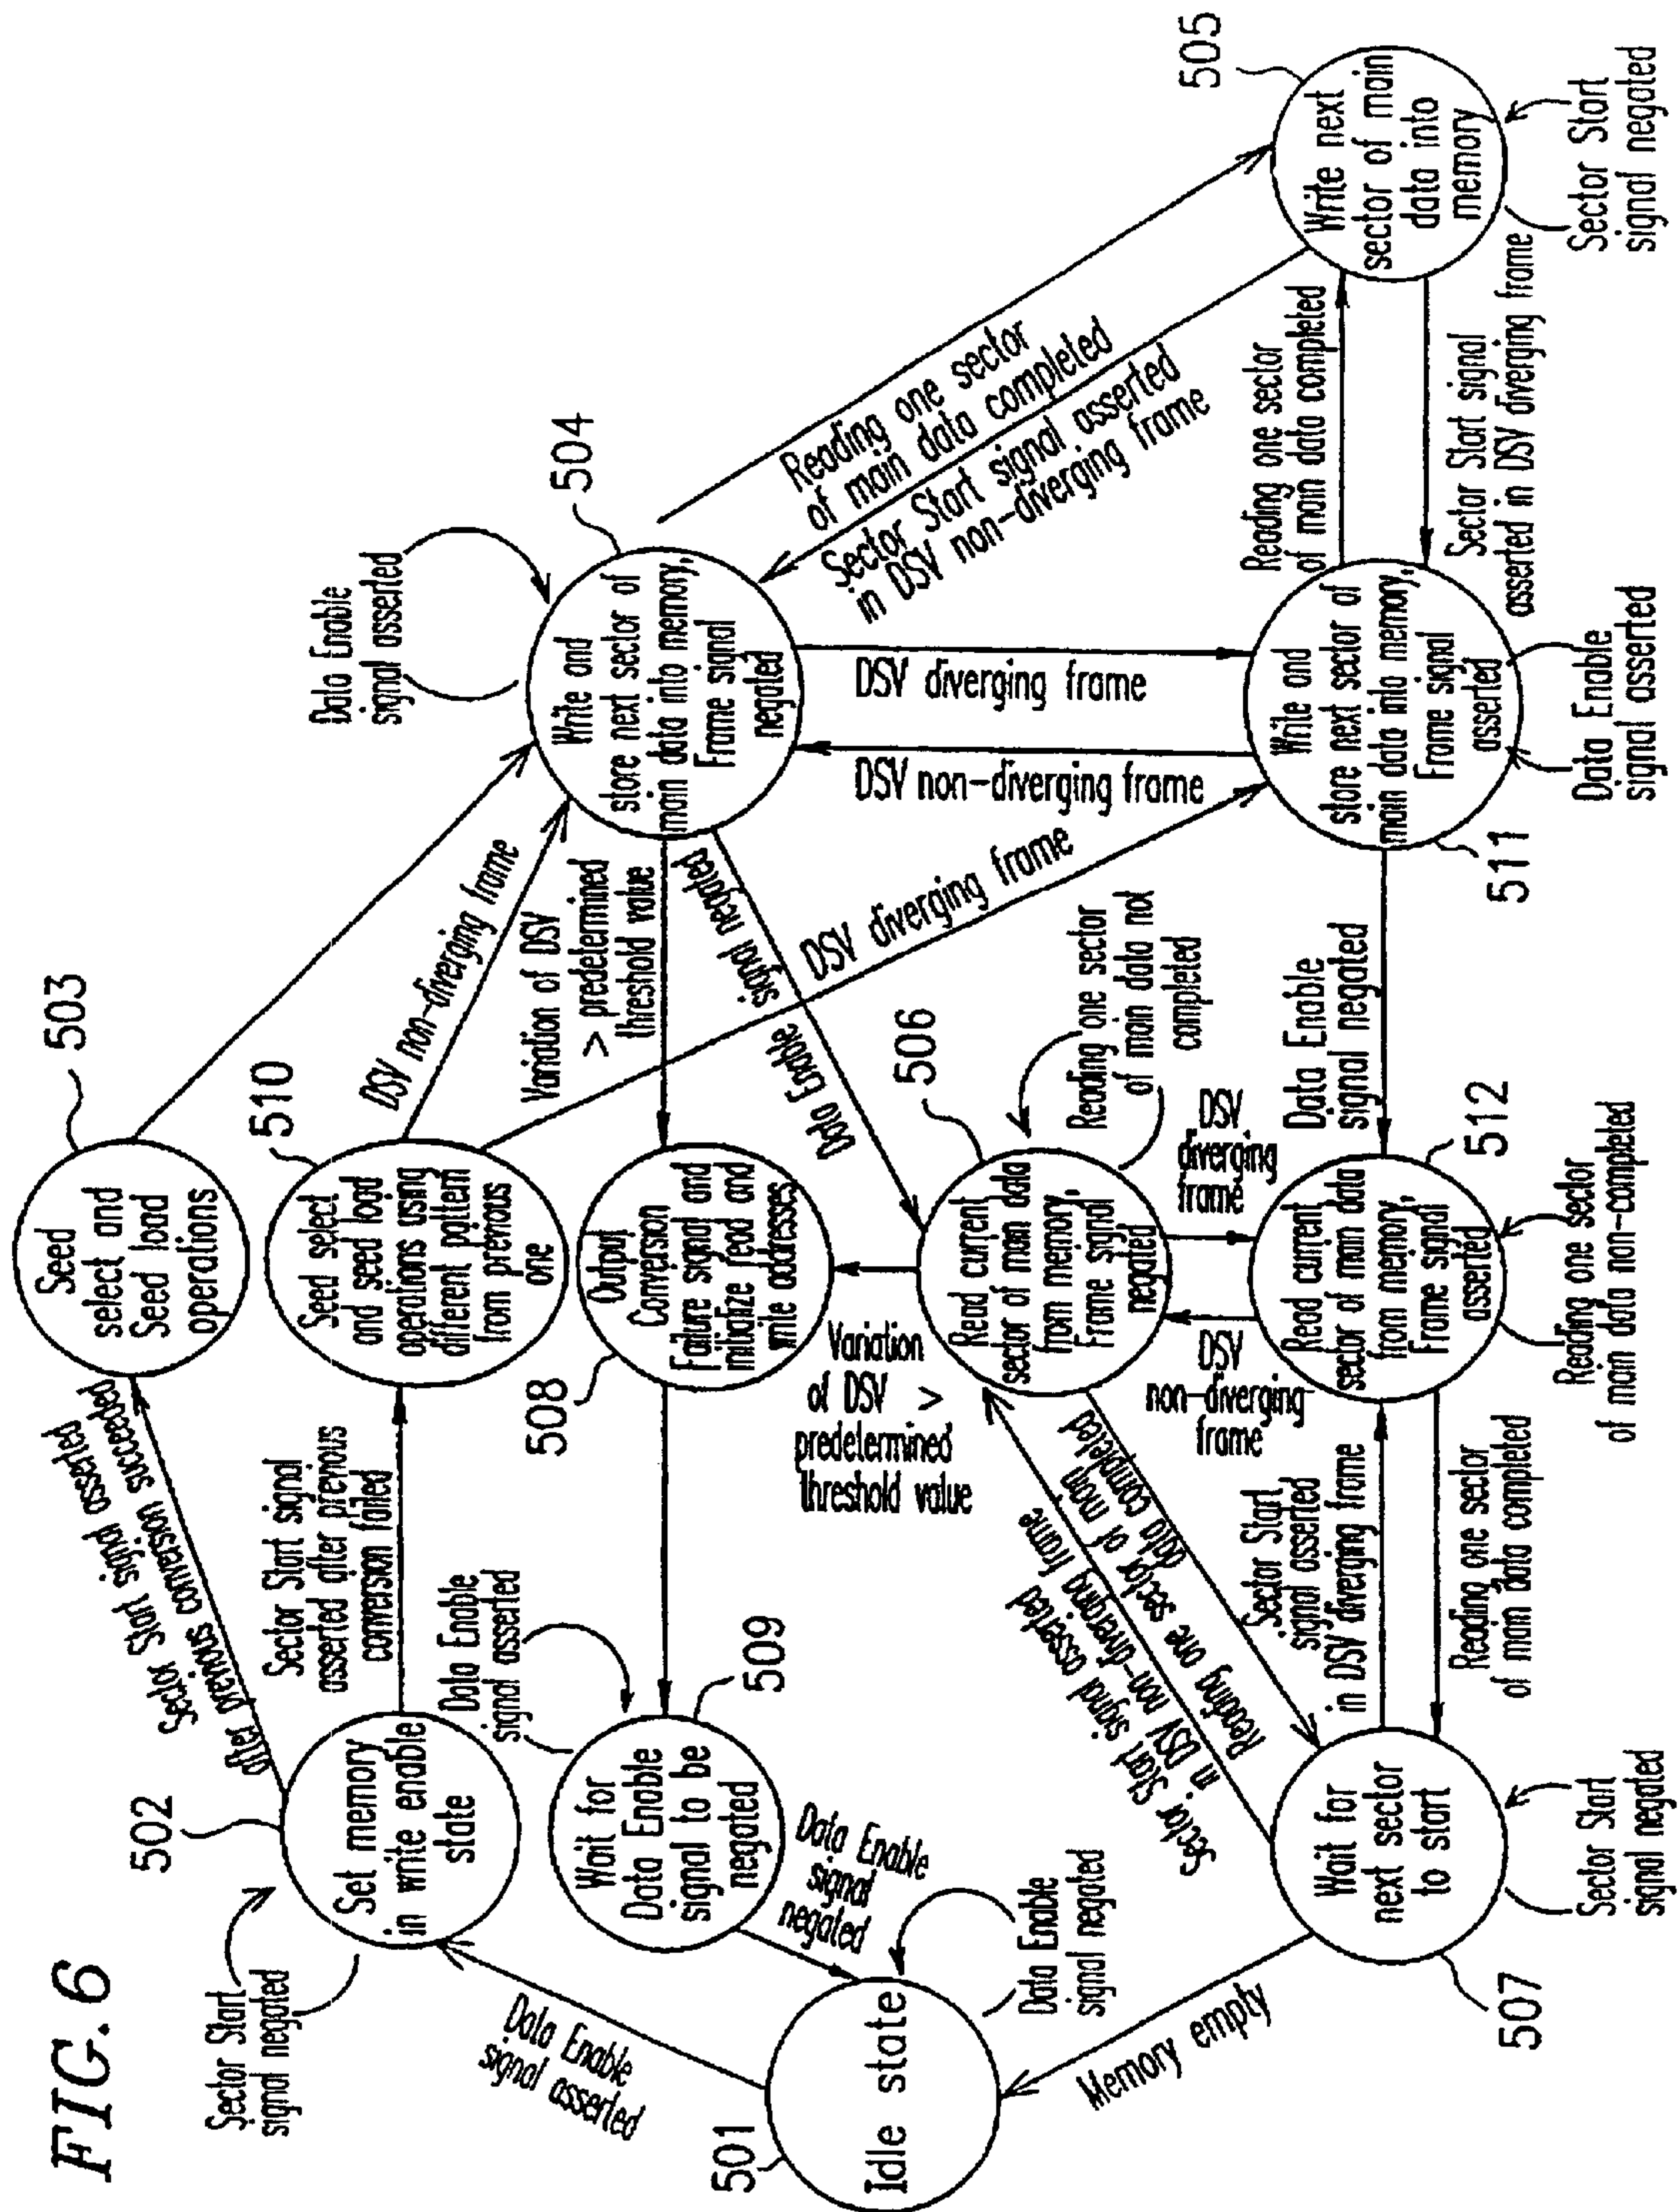 FIG. 6
Sector Start
signal negated
502
Set memory
in write enable
state
Sector Start signal asserted
after previous conversion succeeded
503
Seed
select and
Seed load
operations
Sector Start signal
asserted after previous
conversion failed
510
Seed select
and seed load
operations using
different pattern
from previous
one
DSV non-diverging frame
Data Enable
signal asserted
504
Write and
store next sector of
main data into memory,
Frame signal
negated
Variation of DSV
> predetermined
threshold value
508
Output
Conversion
Failure signal and
initialize read and
write addresses
Data Enable
signal asserted
509
Wait for
Data Enable
signal to be
negated
Data Enable
signal
negated
Data Enable
signal asserted
501
Idle state
Data Enable
signal negated
Memory empty
Data Enable
signal negated
DSV diverging frame
506
Read current
sector of main data
from memory,
Frame signal
negated
Reading one sector
of main data not
completed
Variation
of DSV >
predetermined
threshold value
DSV diverging frame
DSV non-diverging frame
Reading one sector
of main data completed
Sector Start signal asserted
in DSV non-diverging frame
505
Write next
sector of main
data into
memory
Sector Start
signal negated
Reading one sector
of main data completed
Sector Start signal
asserted in DSV diverging frame
511
Write and
store next sector of
main data into memory,
Frame signal
asserted
Data Enable
signal asserted
Data Enable
signal negated
DSV
diverging
frame
DSV
non-diverging
frame
512
Read current
sector of main data
from memory,
Frame signal
asserted
Reading one sector
of main data non-completed
Sector Start signal asserted
in DSV non-diverging frame
Reading one sector of main
data completed
Sector Start
signal asserted
in DSV diverging frame
Reading one sector
of main data completed
507
Wait for
next sector
to start
Sector Start
signal negated